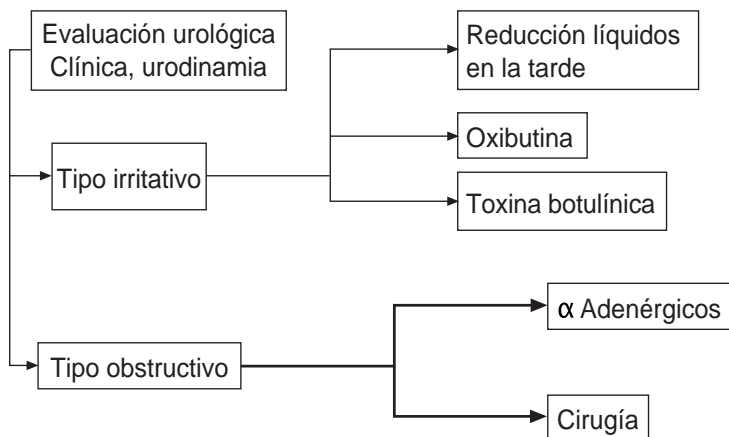 Evaluación urológica
Clínica, urodinamia
Reducción líquidos
en la tarde
Oxibutina
Tipo irritativo
Toxina botulínica
α Adenérgicos
Tipo obstructivo
Cirugía